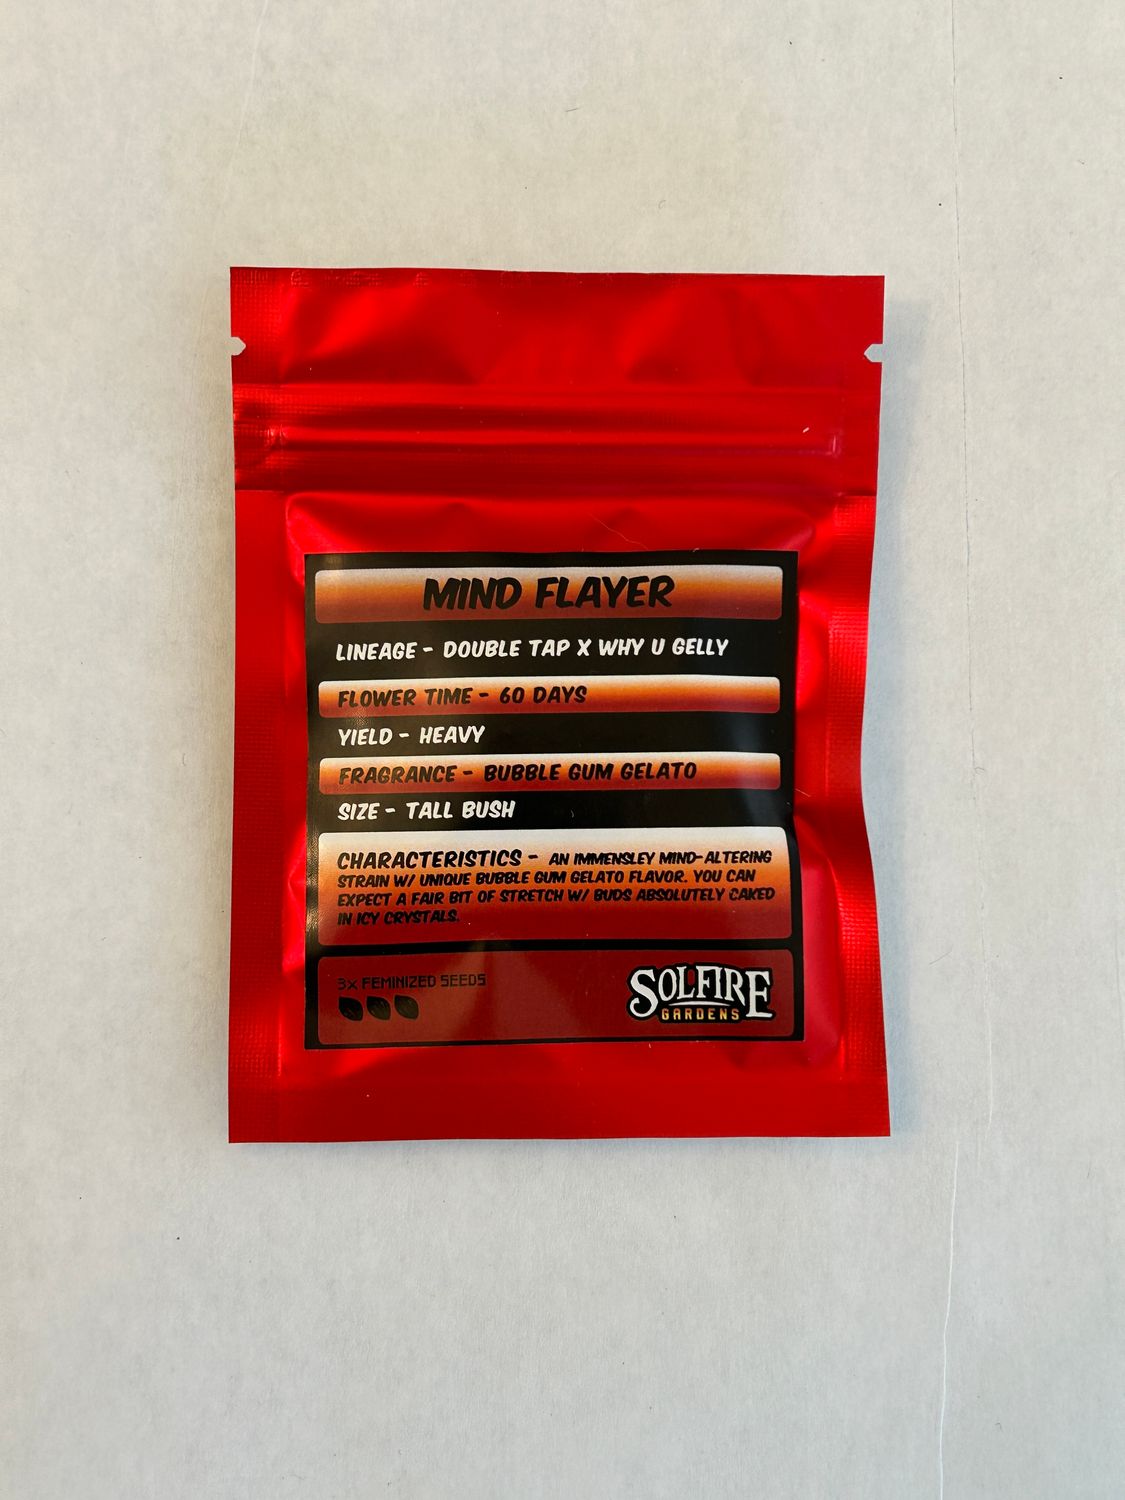 MIND FLAYER
LINEAGE - DOUBLE TAP X WHY U GELLY
FLOWER TIME - 60 DAYS
YIELD - HEAVY
FRAGRANCE - BUBBLE GUM GELATO
SIZE - TALL BUSH
CHARACTERISTICS - AN IMMENSLEY MIND-ALTERING
STRAIN W/ UNIQUE BUBBLE GUM GELATO FLAVOR. YOU CAN
EXPECT A FAIR BIT OF STRETCH W/ BUDS ABSOLUTELY CAKED
IN ICY CRYSTALS.
3X FEMINIZED SEEDS
SOLFIRE
GARDENS